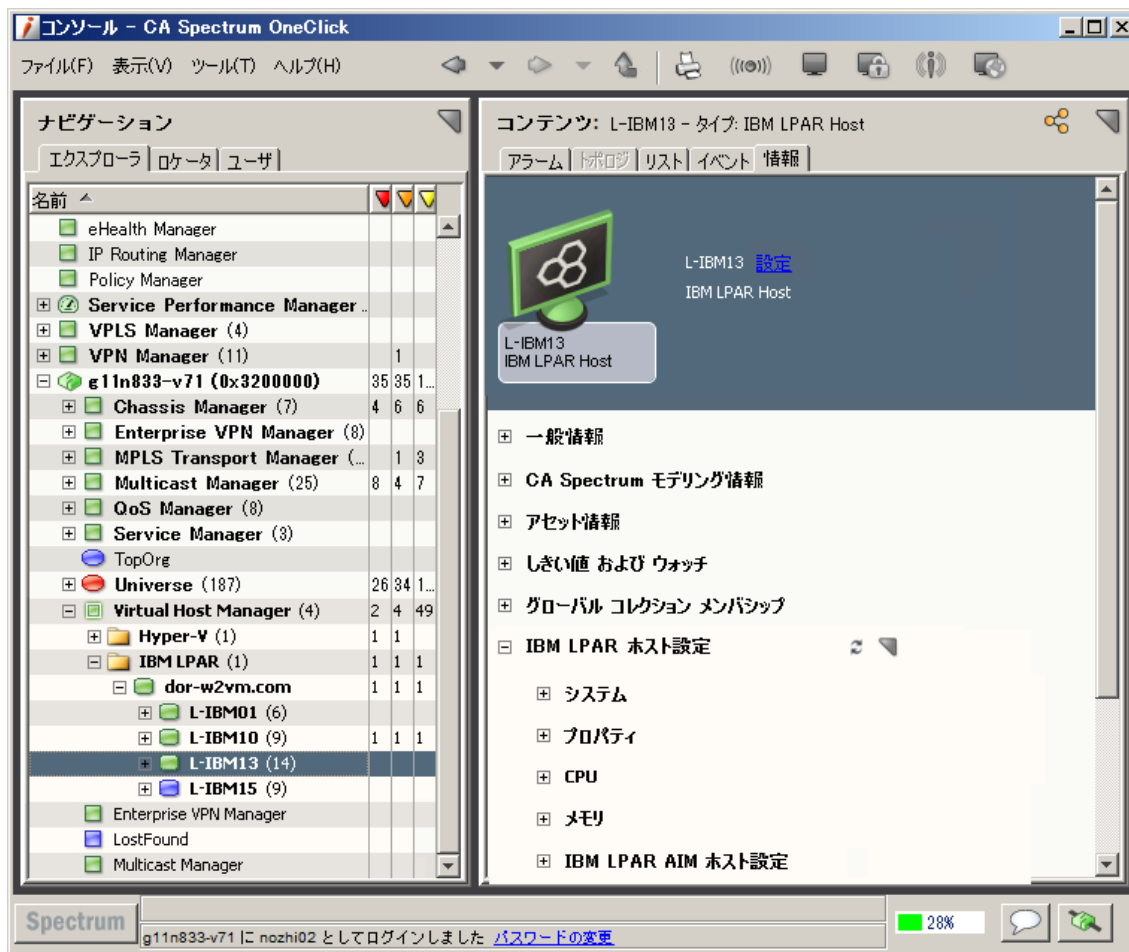 コンソール - CA Spectrum OneClick
ファイル(F) 表示(V) ツール(T) ヘルプ(H)
ナビゲーション
エクスプローラ ロケータ ユーザ
名前
eHealth Manager
IP Routing Manager
Policy Manager
Service Performance Manager ..
VPLS Manager (4)
VPN Manager (11) 1
g11n833-v71 (0x3200000) 35 35 1...
Chassis Manager (7) 4 6 6
Enterprise VPN Manager (8)
MPLS Transport Manager (... 1 3
Multicast Manager (25) 8 4 7
QoS Manager (8)
Service Manager (3)
TopOrg
Universe (187) 26 34 1...
Virtual Host Manager (4) 2 4 49
Hyper-V (1) 1 1
IBM LPAR (1) 1 1 1
dor-w2vm.com 1 1 1
L-IBM01 (6)
L-IBM10 (9) 1 1 1
L-IBM13 (14)
L-IBM15 (9)
Enterprise VPN Manager
LostFound
Multicast Manager
コンテンツ: L-IBM13 - タイプ: IBM LPAR Host
アラーム トポロジ リスト イベント 情報
L-IBM13 設定
IBM LPAR Host
L-IBM13
IBM LPAR Host
一般情報
CA Spectrum モデリング情報
アセット情報
しきい値 および ウォッチ
グローバル コレクション メンバシップ
IBM LPAR ホスト設定
システム
プロパティ
CPU
メモリ
IBM LPAR AIM ホスト設定
Spectrum
g11n833-v71 に nozhi02 としてログインしました パスワードの変更
28%